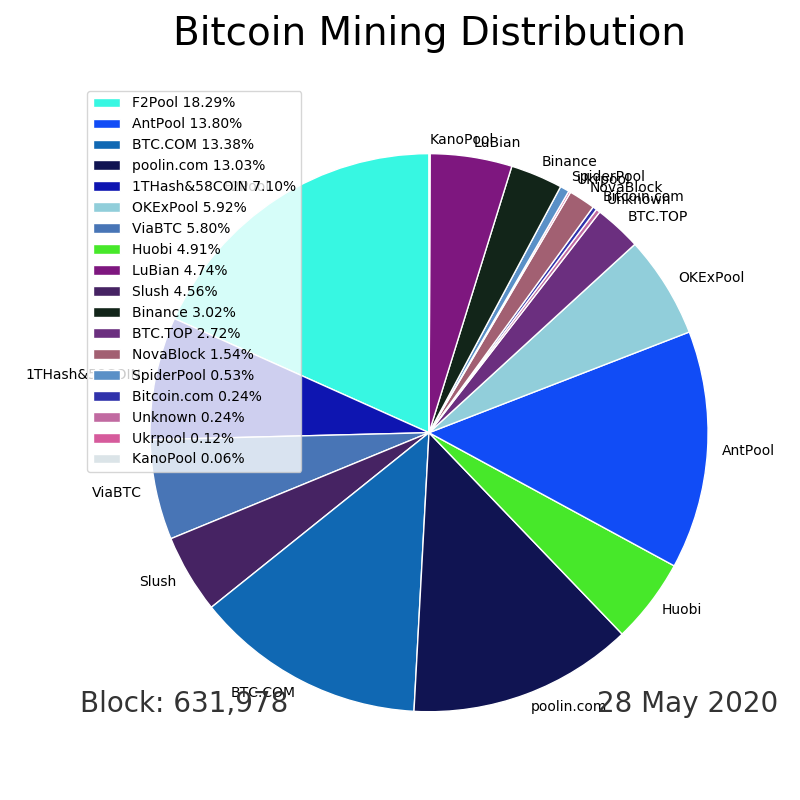 Bitcoin Mining Distribution
F2Pool 18.29%
AntPool 13.80%
BTC.COM 13.38%
poolin.com 13.03%
1THash&58COIN 7.10%
OKExPool 5.92%
ViaBTC 5.80%
Huobi 4.91%
LuBian 4.74%
Slush 4.56%
Binance 3.02%
BTC.TOP 2.72%
NovaBlock 1.54%
SpiderPool 0.53%
Bitcoin.com 0.24%
Unknown 0.24%
Ukrpool 0.12%
KanoPool 0.06%
KanoPool
LuBian
Binance
SpiderPool
Ukrpool
NovaBlock
Bitcoin.com
Unknown
BTC.TOP
OKExPool
AntPool
Huobi
poolin.com
BTC.COM
Slush
ViaBTC
1THash&58COIN
Block: 631,978
28 May 2020